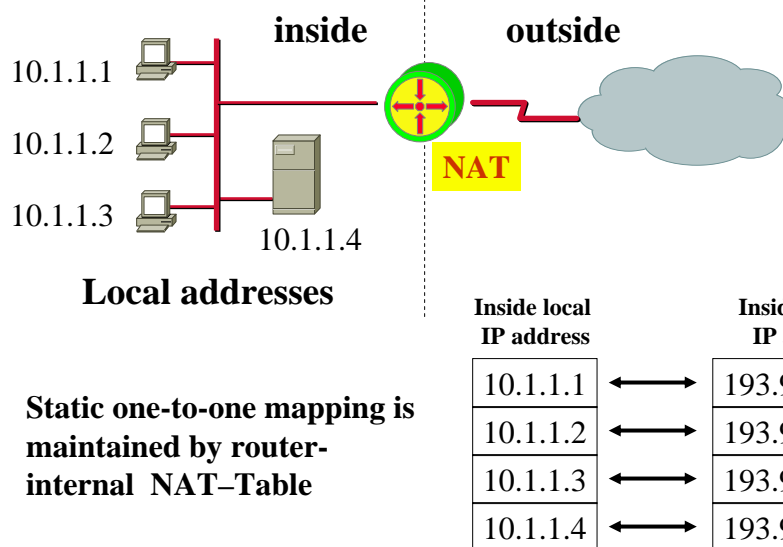 inside
outside
10.1.1.1
10.1.1.2
10.1.1.3
10.1.1.4
NAT
Local addresses
Inside local
IP address
IP
Static one-to-one mapping is
maintained by router-
internal NAT–Table
10.1.1.1
10.1.1.2
10.1.1.3
10.1.1.4